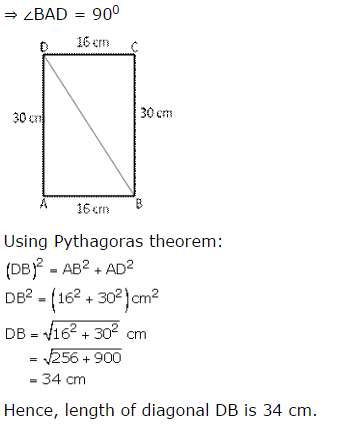 ⇒ ∠BAD = 90⁰
16 cm
D C
30 cm 30 cm
A B
16 cm
Using Pythagoras theorem:
(DB)² = AB² + AD²
DB² = (16² + 30²)cm²
DB = √16² + 30² cm
= √256 + 900
= 34 cm
Hence, length of diagonal DB is 34 cm.